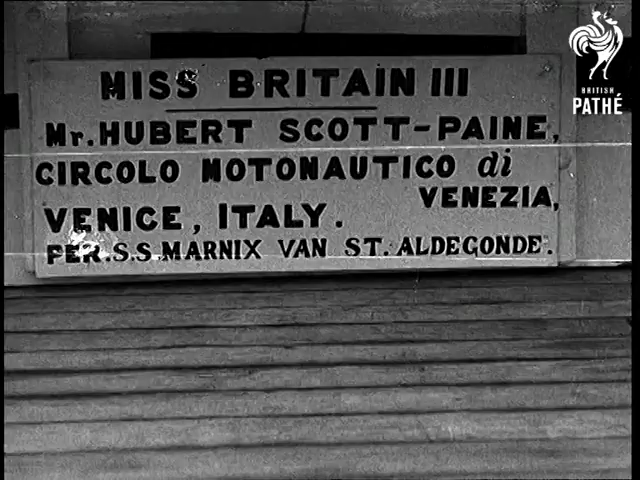 MISS BRITAIN III
Mr. HUBERT SCOTT-PAINE,
CIRCOLO MOTONAUTICO di
VENEZIA,
VENICE, ITALY.
PER. S.S. MARNIX VAN ST. ALDEGONDE.
BRITISH
PATHÉ